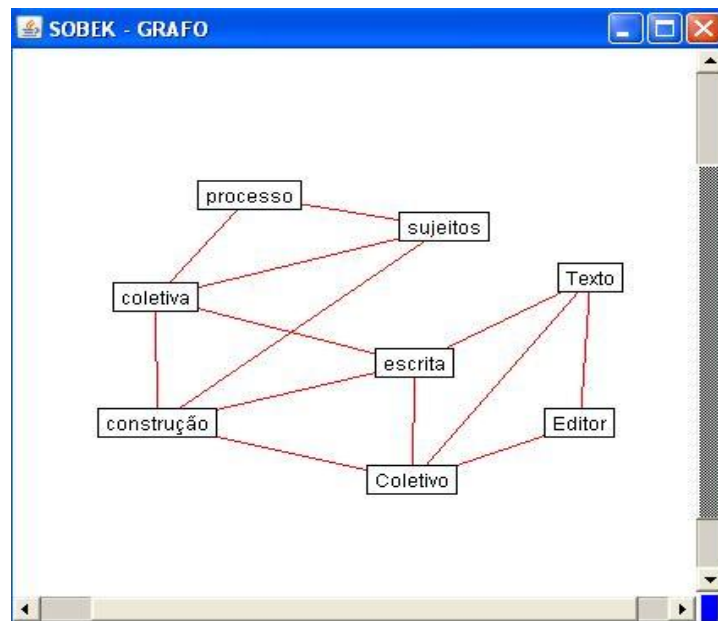 SOBEK - GRAFO
processo
sujeitos
Texto
coletiva
escrita
construção
Editor
Coletivo